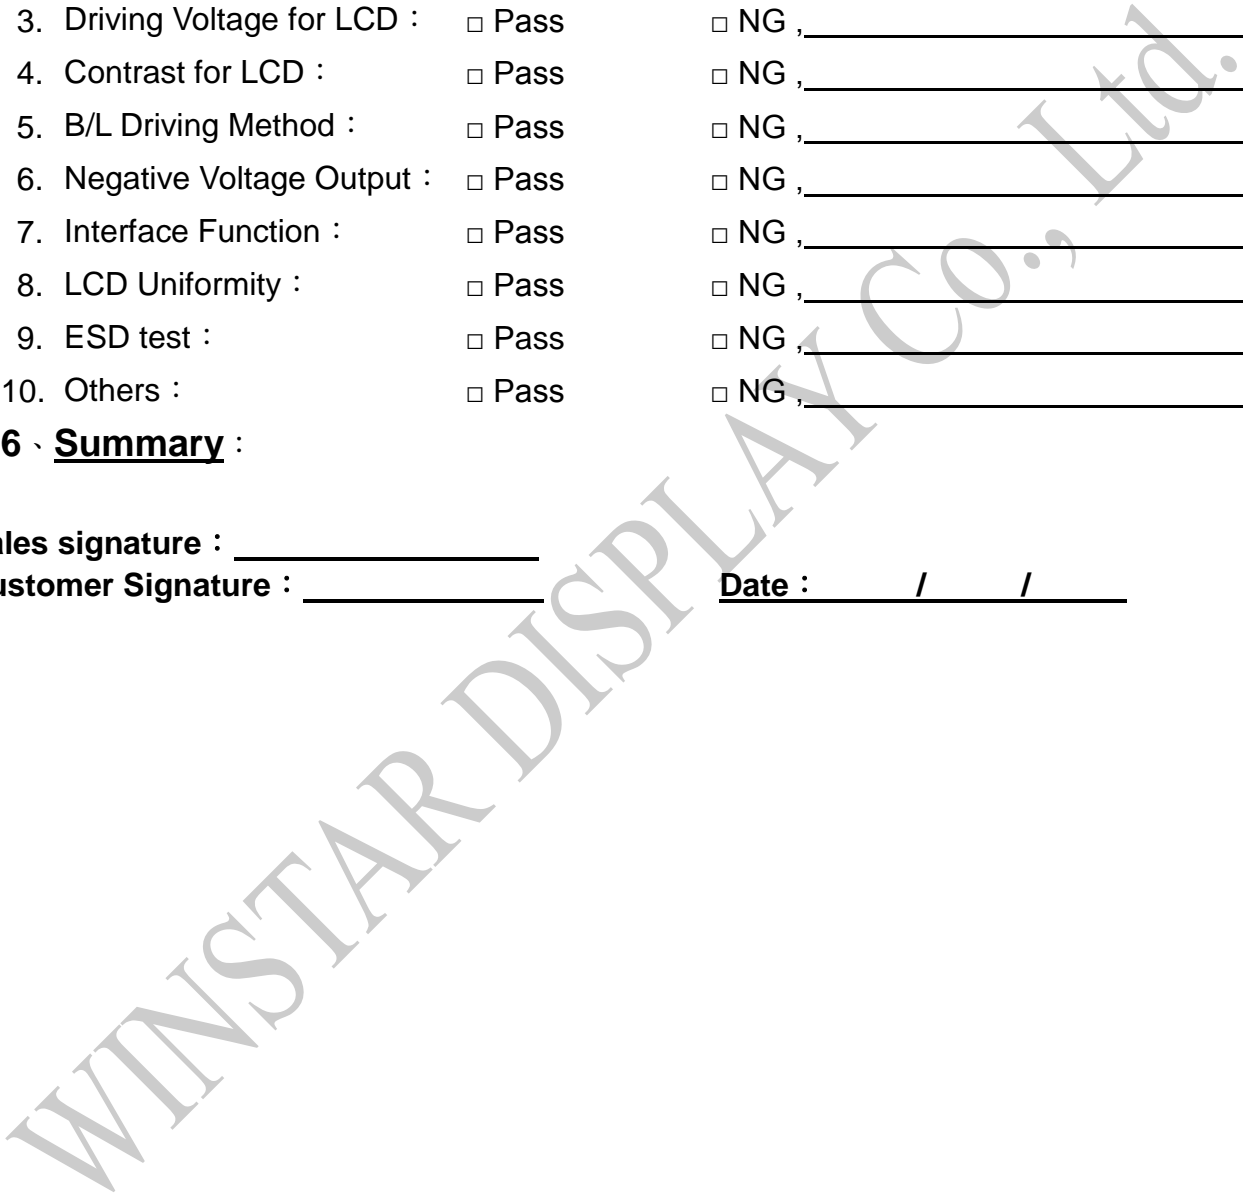 3. Driving Voltage for LCD： □ Pass □ NG ,
4. Contrast for LCD： □ Pass □ NG ,
5. B/L Driving Method： □ Pass □ NG ,
6. Negative Voltage Output： □ Pass □ NG ,
7. Interface Function： □ Pass □ NG ,
8. LCD Uniformity： □ Pass □ NG ,
9. ESD test： □ Pass □ NG ,
10. Others： □ Pass □ NG ,
6、Summary：
ales signature：
ustomer Signature： Date： / /
WINSTAR DISPLAY Co., Ltd.